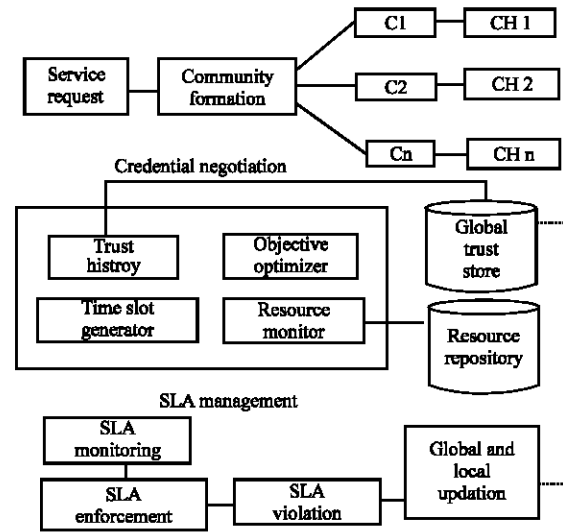 C1
CH 1
Service
request
Community
formation
C2
CH 2
Cn
CH n
Credential negotiation
Trust
histroy
Objective
optimizer
Global
trust
store
Time slot
generator
Resource
monitor
Resource
repository
SLA management
SLA
monitoring
SLA
enforcement
SLA
violation
Global and
local
updation